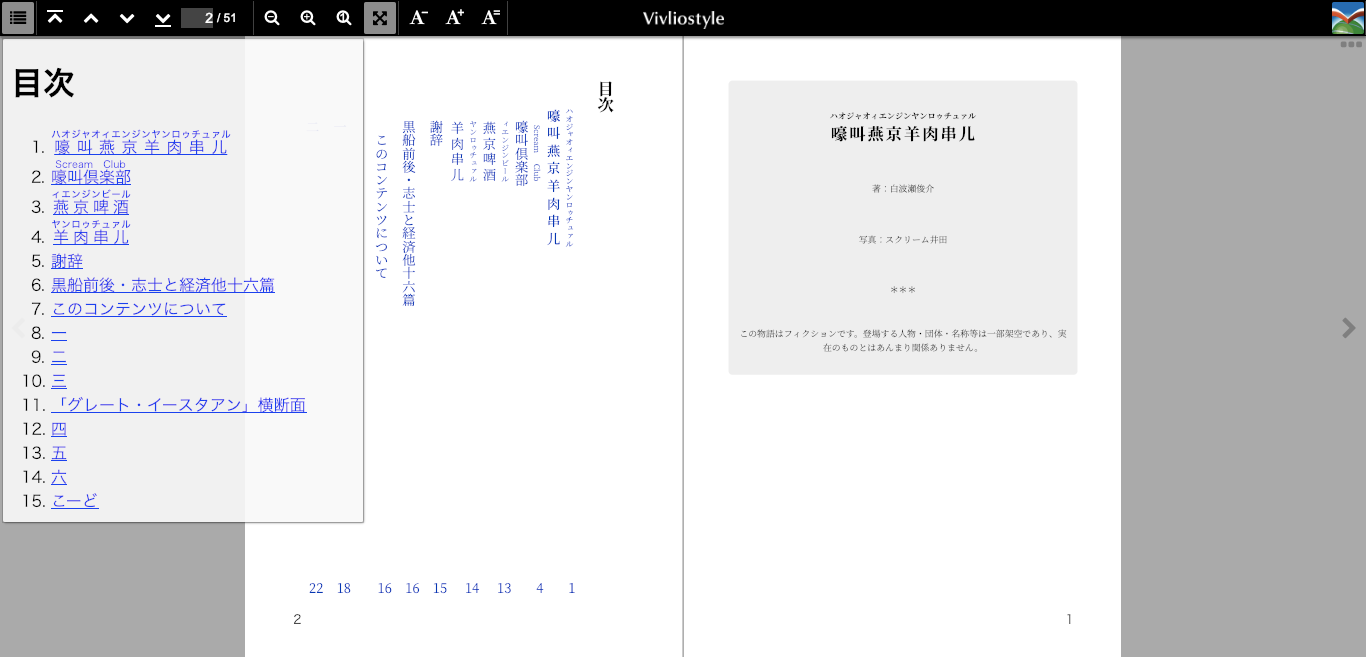 2 / 51
A− A+ A=
Vivliostyle
目次
ハオジャオィエンジンヤンロゥチュァル
1. 嚎叫燕京羊肉串儿
Scream Club
2. 嚎叫倶楽部
ィエンジンビール
3. 燕京啤酒
ヤンロゥチュァル
4. 羊肉串儿
5. 謝辞
6. 黒船前後・志士と経済他十六篇
7. このコンテンツについて
8. 一
9. 二
10. 三
11. 「グレート・イースタアン」横断面
12. 四
13. 五
14. 六
15. こーど
目次
ハオジャオィエンジンヤンロゥチュァル
嚎叫燕京羊肉串儿
1
Scream Club
嚎叫倶楽部
4
ィエンジンビール
燕京啤酒
13
ヤンロゥチュァル
羊肉串儿
14
謝辞
15
黒船前後・志士と経済他十六篇
16
このコンテンツについて
16
一
18
二
22
2
ハオジャオィエンジンヤンロゥチュァル
嚎叫燕京羊肉串儿
著：白波瀬俊介
写真：スクリーム井田
＊＊＊
この物語はフィクションです。登場する人物・団体・名称等は一部架空であり、実
在のものとはあんまり関係ありません。
1